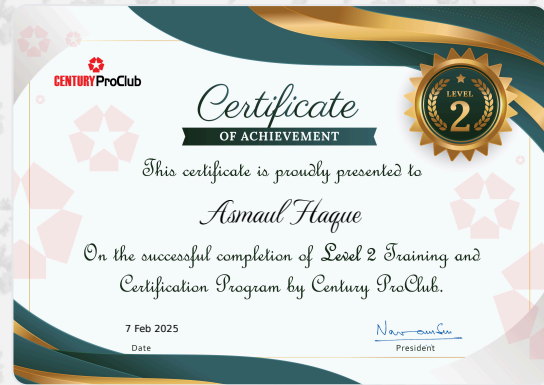 CENTURY ProClub
Certificate
OF ACHIEVEMENT
LEVEL
2
This certificate is proudly presented to
Asmaul Haque
On the successful completion of Level 2 Training and
Certification Program by Century ProClub.
7 Feb 2025
Date
President